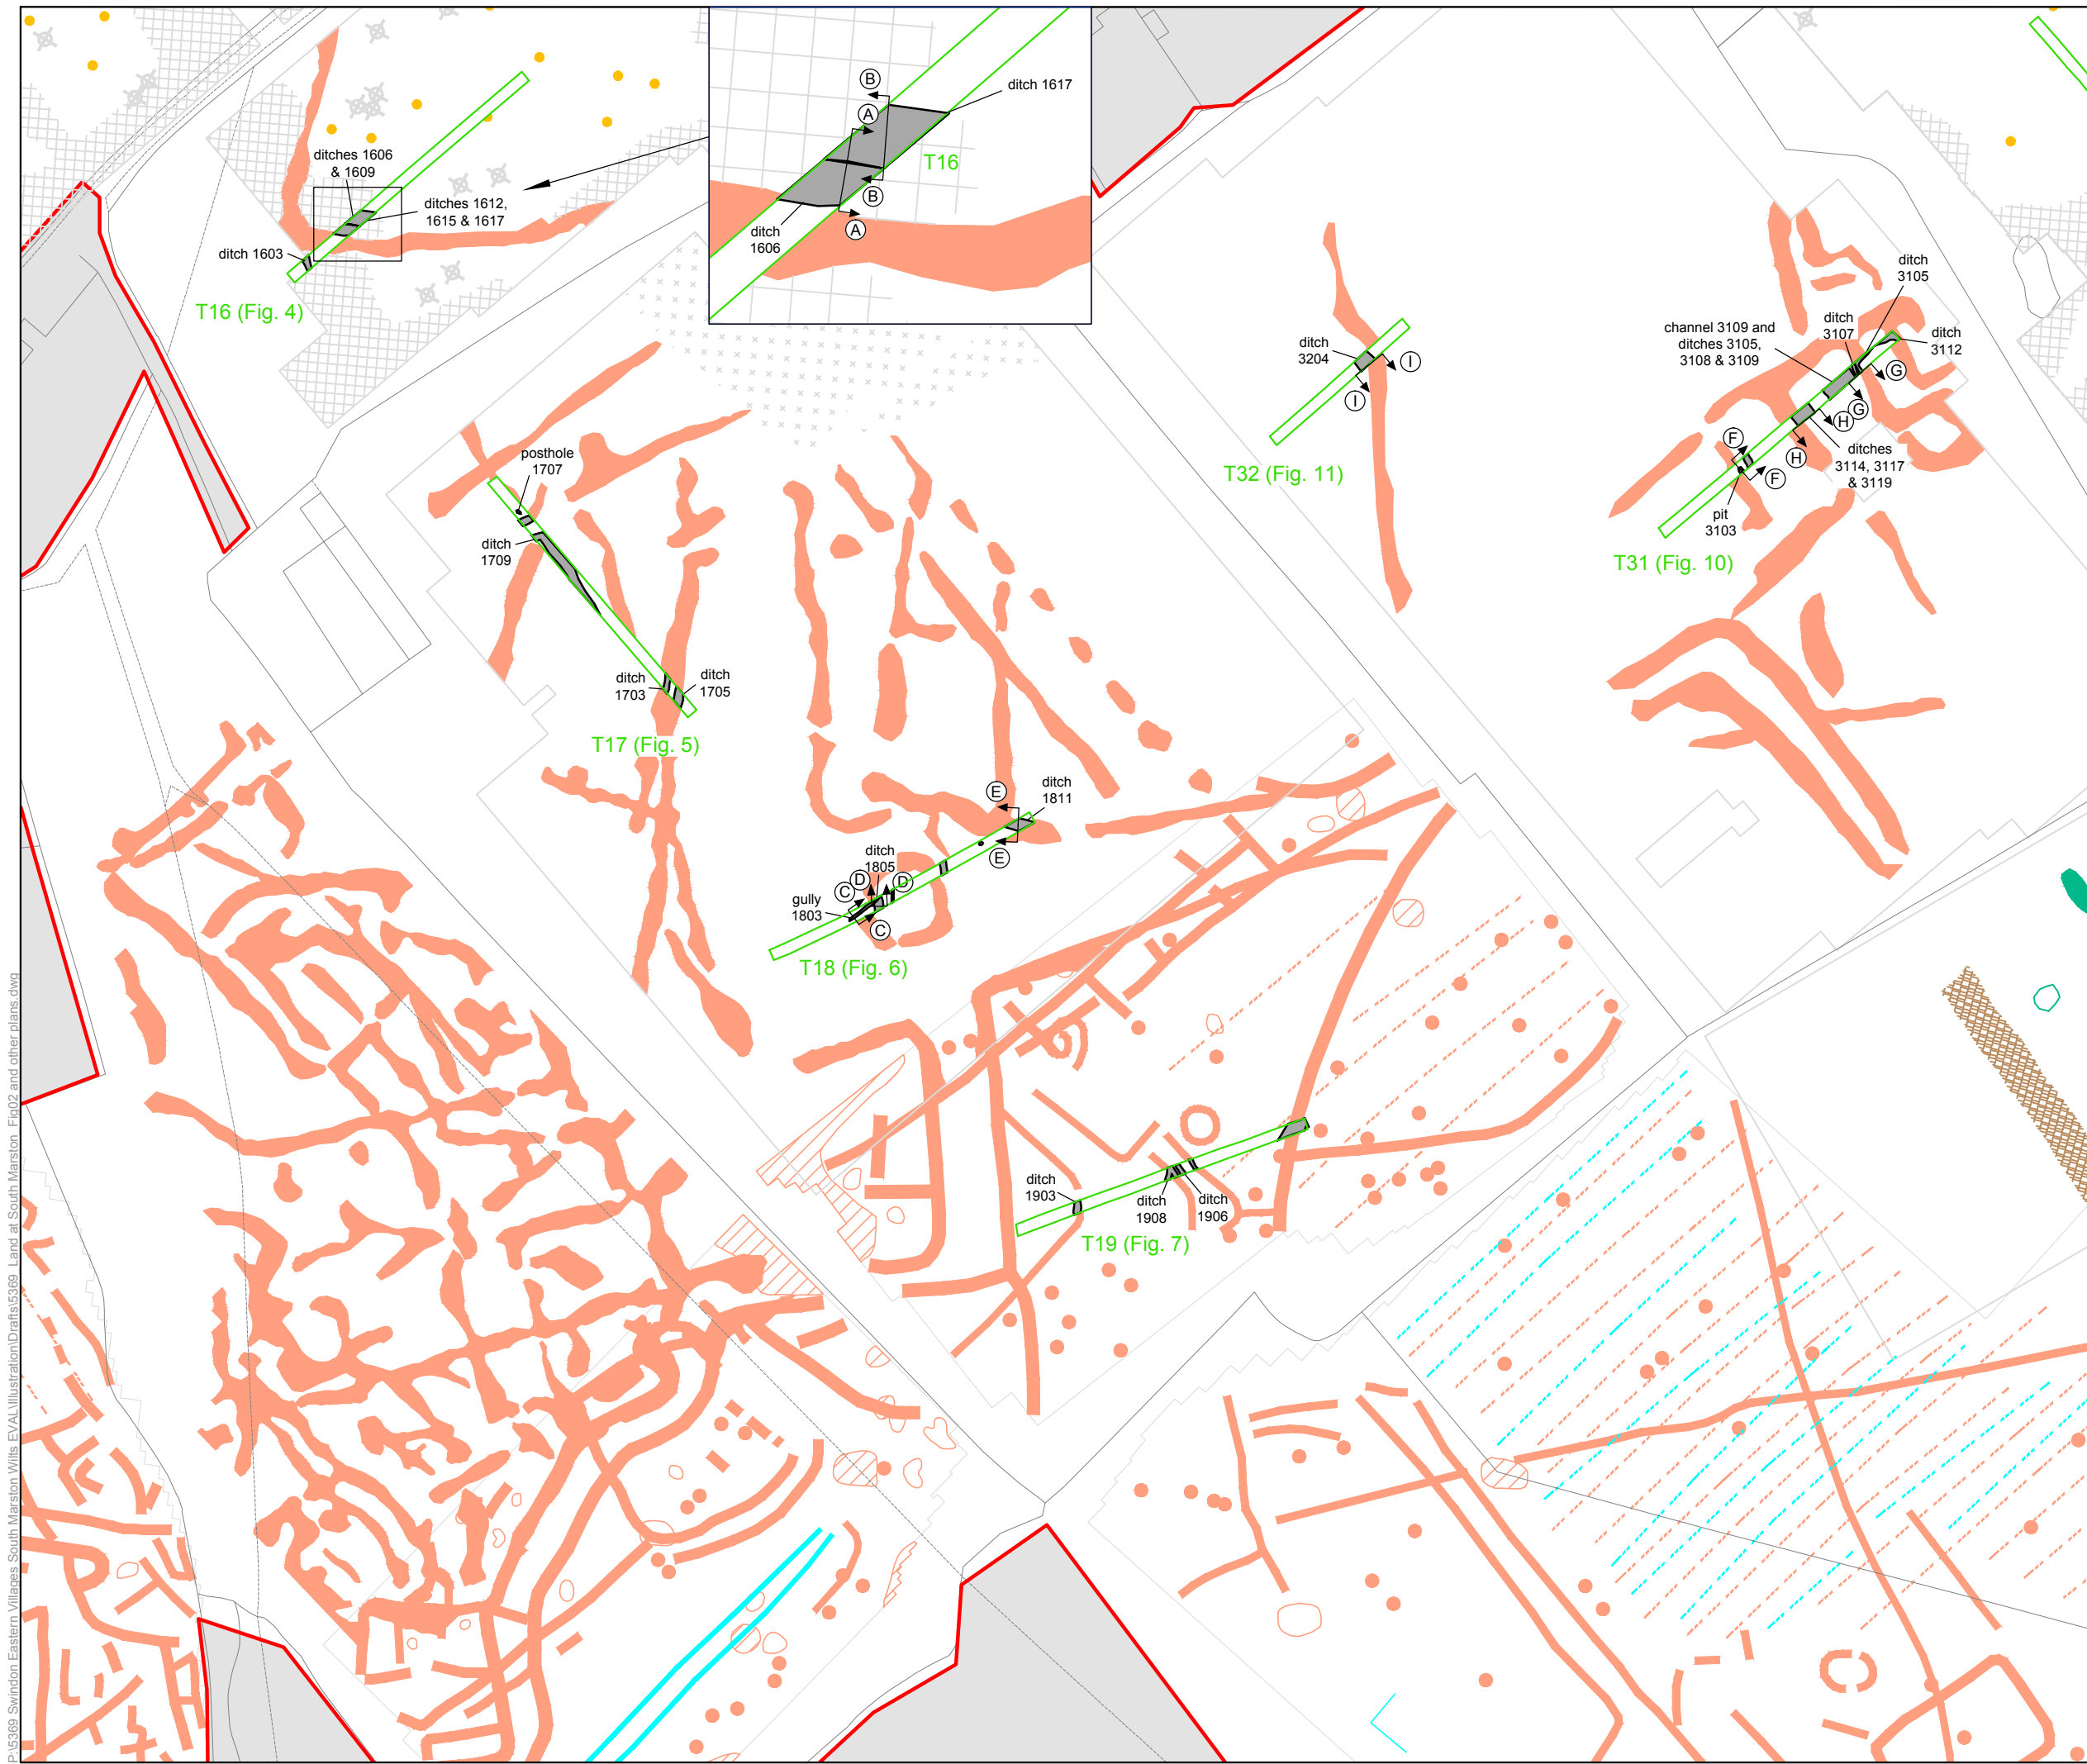 ditches 1606
& 1609
ditches 1612,
1615 & 1617
ditch 1603
T16 (Fig. 4)
B
A
ditch 1617
T16
B
A
ditch
1606
posthole
1707
ditch
1709
ditch
1703
ditch
1705
T17 (Fig. 5)
E
ditch
1811
E
ditch
1805
D
D
C
gully
1803
C
T18 (Fig. 6)
ditch
1903
ditch
1908
ditch
1906
T19 (Fig. 7)
ditch
3204
I
I
T32 (Fig. 11)
ditch
3105
ditch
3107
channel 3109 and
ditches 3105,
3108 & 3109
ditch
3112
G
G
H
H
F
F
ditches
3114, 3117
& 3119
pit
3103
T31 (Fig. 10)
P:\5369 Swindon Eastern Villages South Marston Wilts EVAL\Illustration\Drafts\5369_Land at South Marston_Fig02 and other plans.dwg